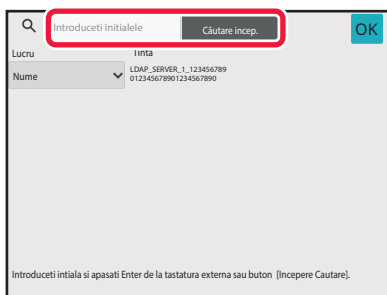 Introduceti initialele
Căutare incep.
OK
Lucru
Tinta
Nume
LDAP_SERVER_1_123456789
012345678901234567890
Introduceti intiala si apasati Enter de la tastatura externa sau buton [Incepere Cautare].